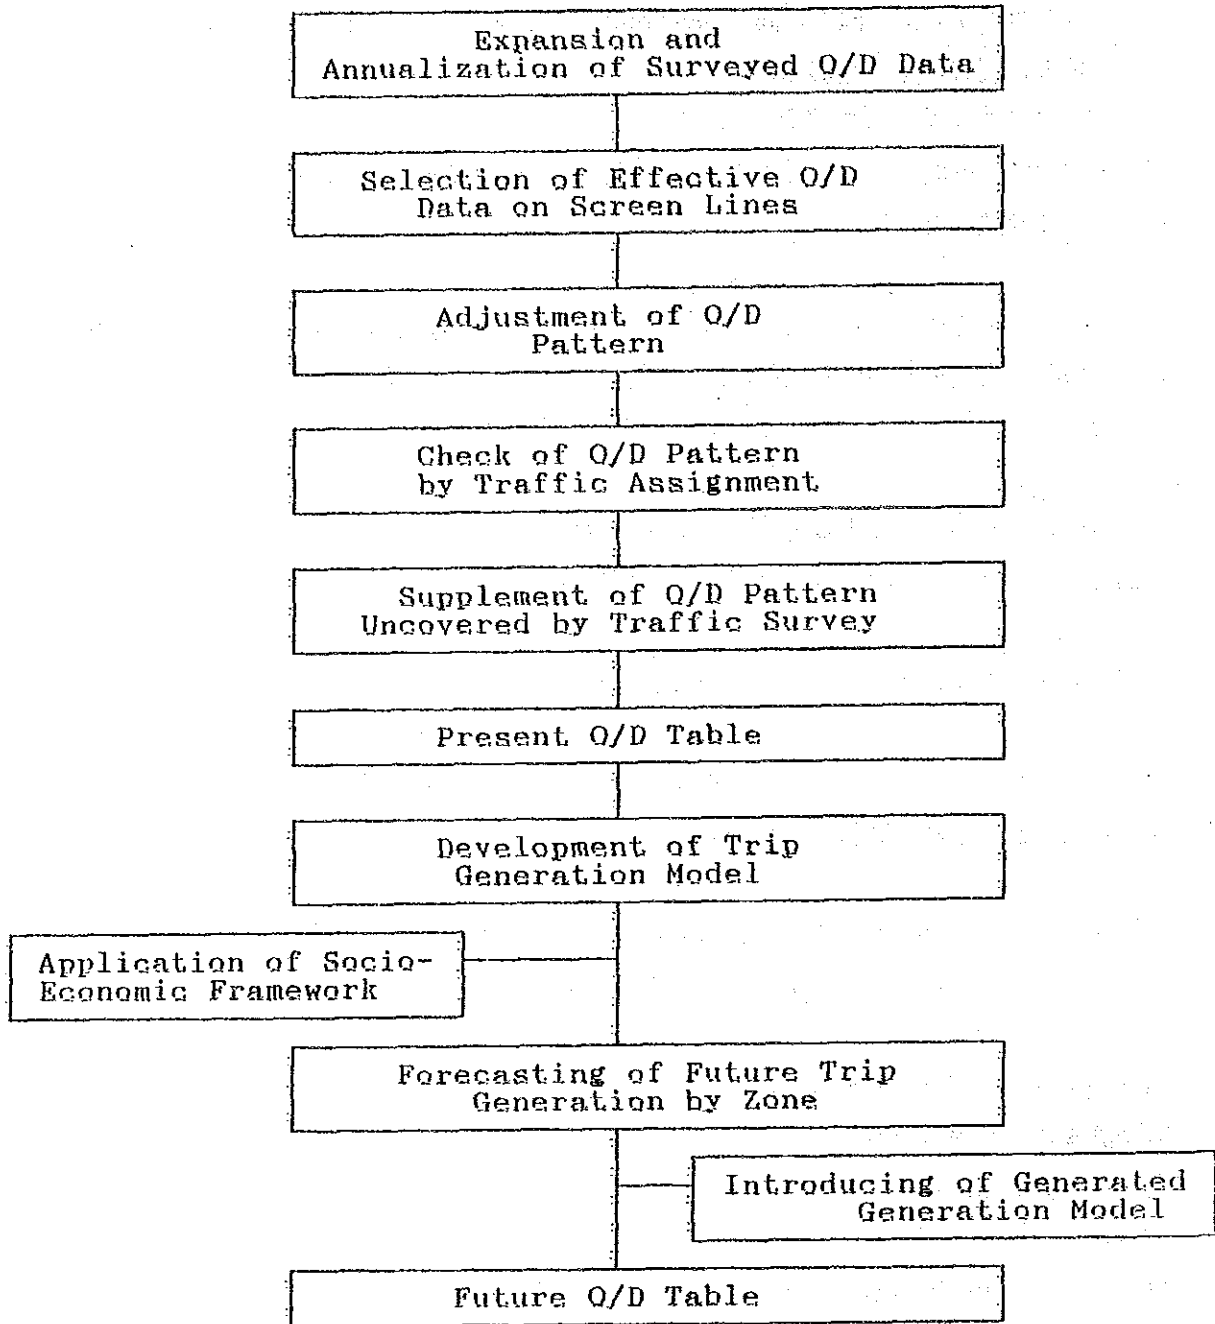 Expansion and
Annualization of Surveyed O/D Data
Selection of Effective O/D
Data on Screen Lines
Adjustment of O/D
Pattern
Check of O/D Pattern
by Traffic Assignment
Supplement of O/D Pattern
Uncovered by Traffic Survey
Present O/D Table
Development of Trip
Generation Model
Application of Socio-
Economic Framework
Forecasting of Future Trip
Generation by Zone
Introducing of Generated
Generation Model
Future O/D Table